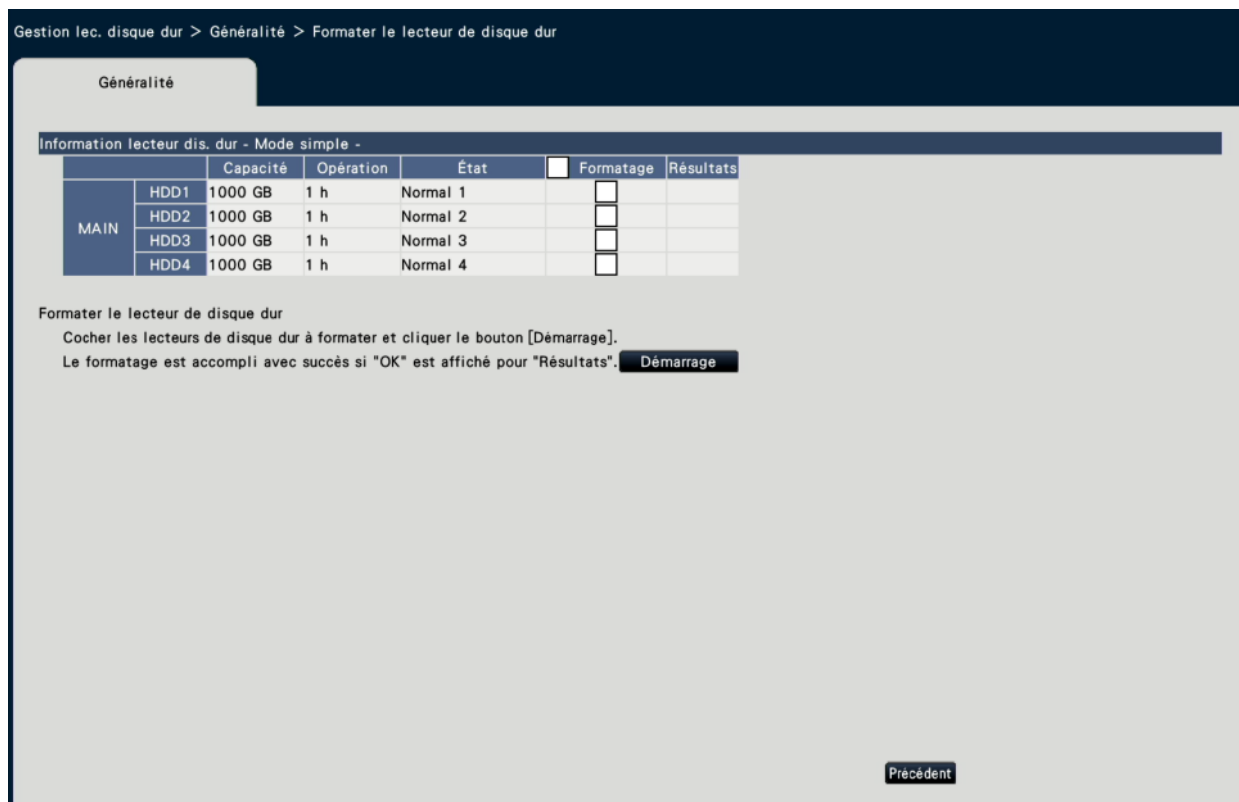 Gestion lec. disque dur > Généralité > Formater le lecteur de disque dur
Généralité
Information lecteur dis. dur - Mode simple -
Capacité Opération État Formatage Résultats
MAIN
HDD1 1000 GB 1 h Normal 1
HDD2 1000 GB 1 h Normal 2
HDD3 1000 GB 1 h Normal 3
HDD4 1000 GB 1 h Normal 4
Formater le lecteur de disque dur
Cocher les lecteurs de disque dur à formater et cliquer le bouton [Démarrage].
Le formatage est accompli avec succès si "OK" est affiché pour "Résultats". Démarrage
Précédent